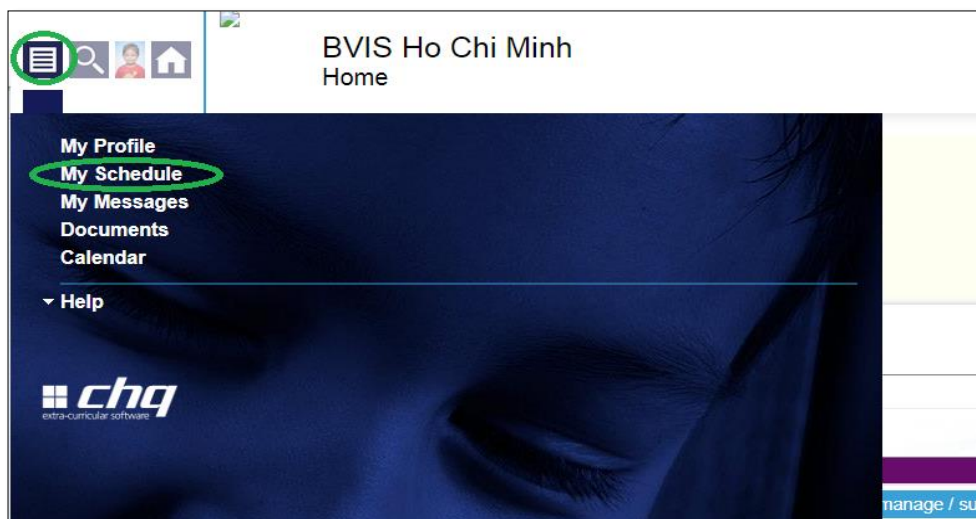 BVIS Ho Chi Minh
Home
My Profile
My Schedule
My Messages
Documents
Calendar
Help
chq
extra-curricular software
manage / su